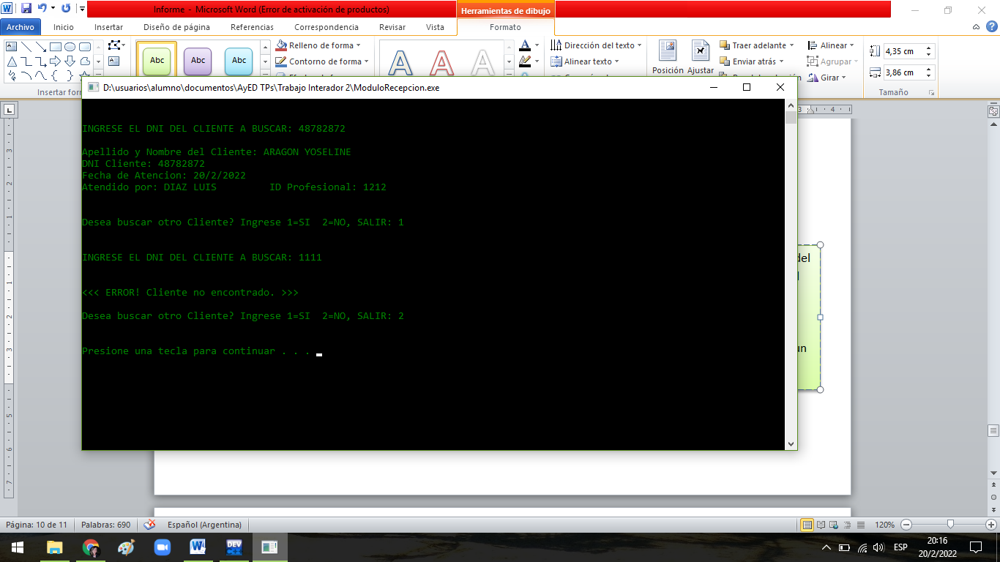 Informe - Microsoft Word (Error de activación de productos)
Herramientas de dibujo
Archivo Inicio Insertar Diseño de página Referencias Correspondencia Revisar Vista Formato
Abc Abc Abc
Relleno de forma
Contorno de forma
Dirección del texto
Alinear texto
Posición Ajustar
Traer adelante
Enviar atrás
Alinear
Agrupar
Girar
4,35 cm
3,86 cm
Insertar for
Tamaño
D:\usuarios\alumno\documentos\AyED TPs\Trabajo Interador 2\ModuloRecepcion.exe
INGRESE EL DNI DEL CLIENTE A BUSCAR: 48782872
Apellido y Nombre del Cliente: ARAGON YOSELINE
DNI Cliente: 48782872
Fecha de Atencion: 20/2/2022
Atendido por: DIAZ LUIS ID Profesional: 1212
Desea buscar otro Cliente? Ingrese 1=SI 2=NO, SALIR: 1
INGRESE EL DNI DEL CLIENTE A BUSCAR: 1111
<<< ERROR! Cliente no encontrado. >>>
Desea buscar otro Cliente? Ingrese 1=SI 2=NO, SALIR: 2
Presione una tecla para continuar . . .
del
un
Página: 10 de 11 Palabras: 690 Español (Argentina) 120%
DEV
ESP
20:16
20/2/2022